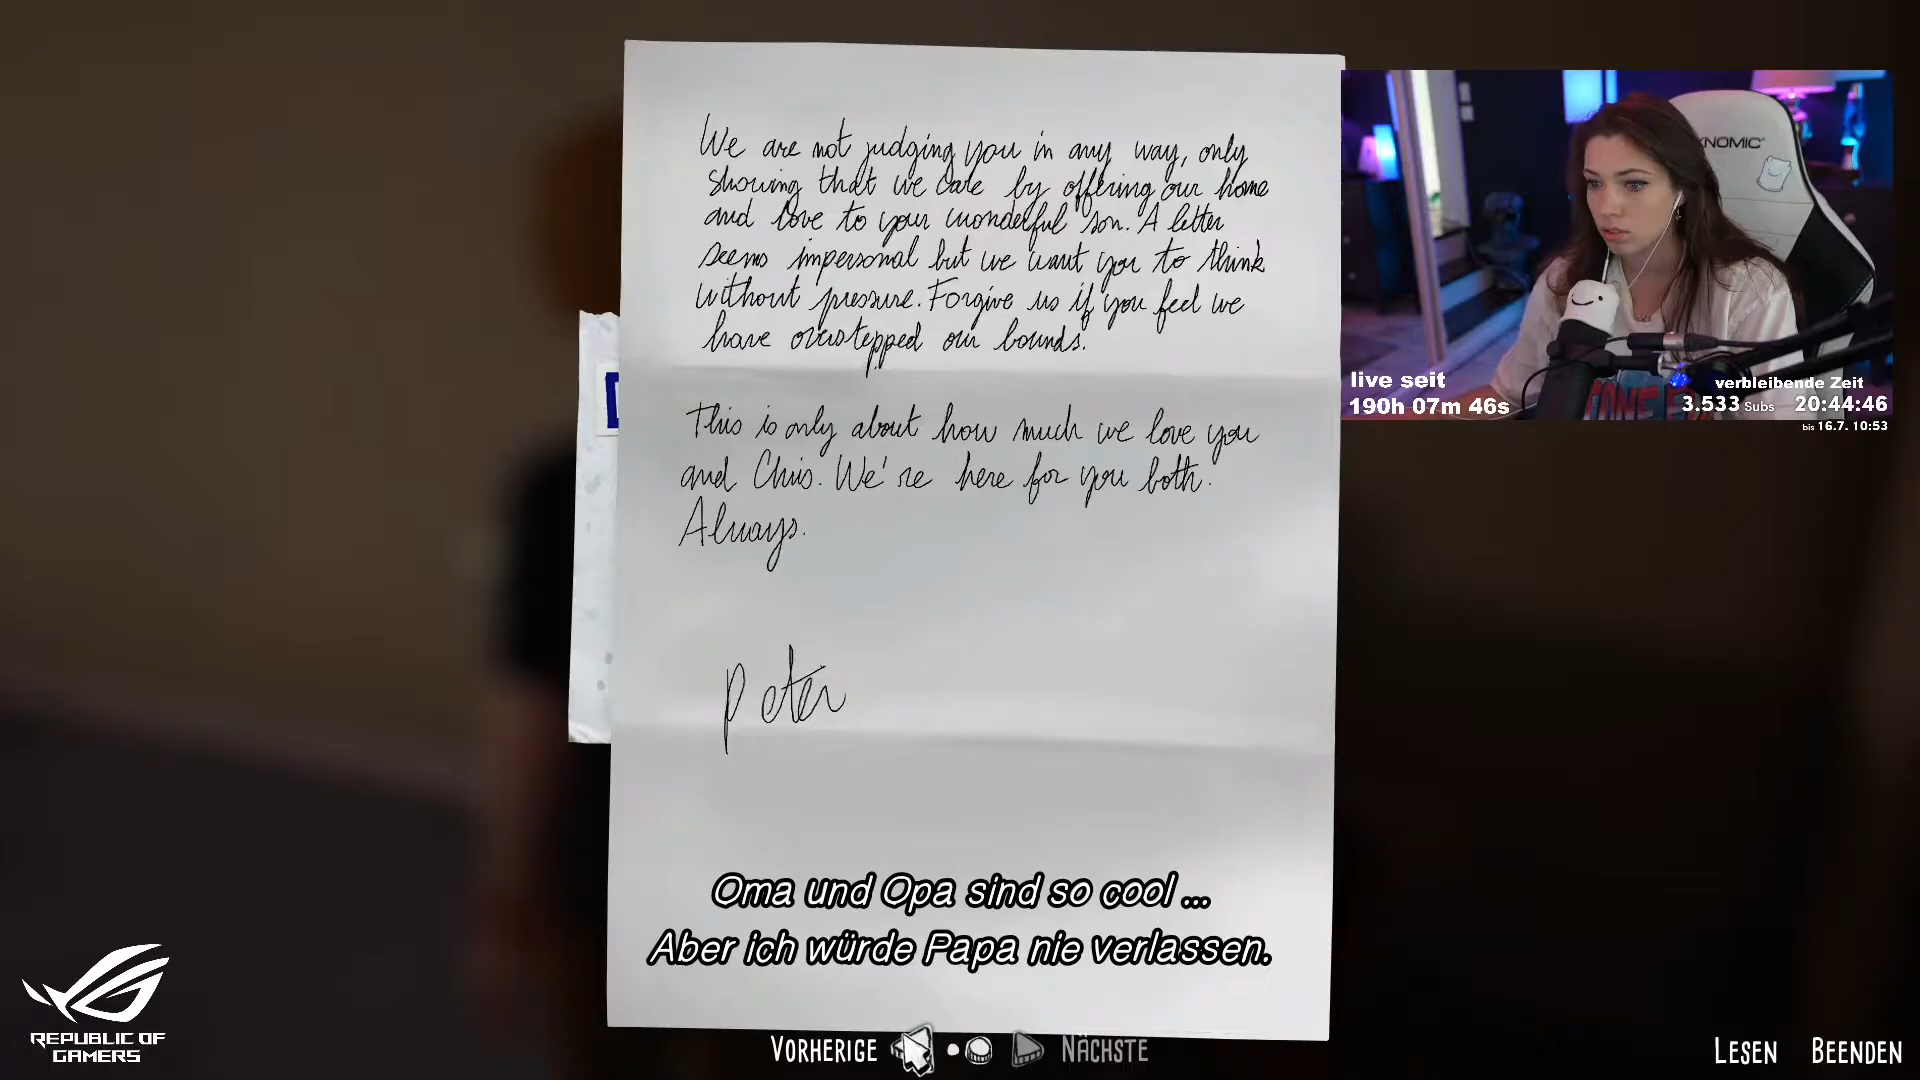 We are not judging you in any way, only
showing that we care by offering our home
and love to your wonderful son. A letter
seems impersonal but we want you to think
without pressure. Forgive us if you feel we
have overstepped our bounds.
This is only about how much we love you
and Chris. We're here for you both.
Always.
Peter
Oma und Opa sind so cool ...
Aber ich würde Papa nie verlassen.
VORHERIGE
NÄCHSTE
LESEN BEENDEN
REPUBLIC OF
GAMERS
KNOMIC
live seit
190h 07m 46s
verbleibende Zeit
3.533 Subs 20:44:46
bis 16.7. 10:53